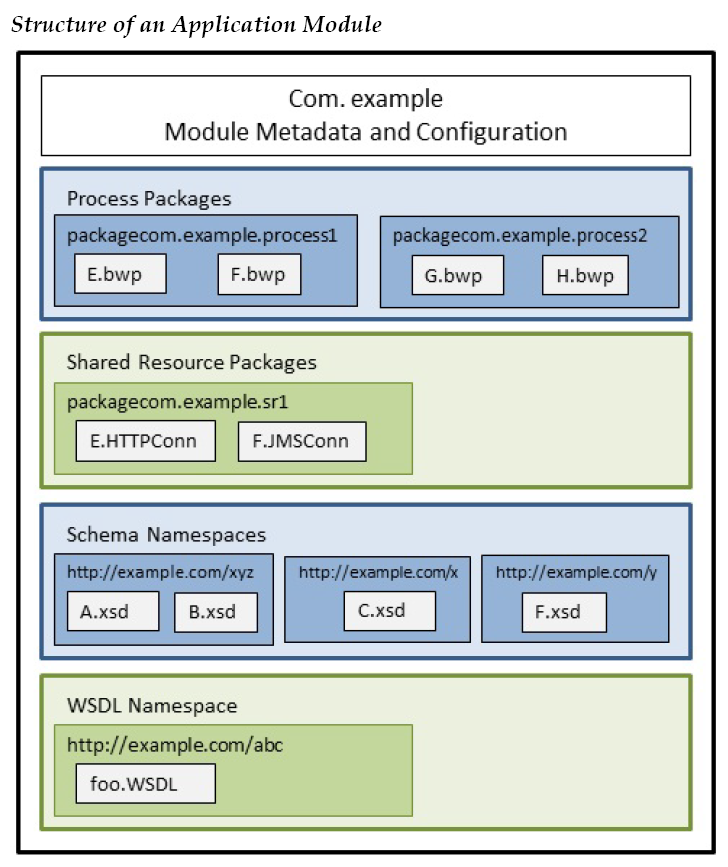 Structure of an Application Module
Com. example
Module Metadata and Configuration
Process Packages
packagecom.example.process1
E.bwp
F.bwp
packagecom.example.process2
G.bwp
H.bwp
Shared Resource Packages
packagecom.example.sr1
E.HTTPConn
F.JMSConn
Schema Namespaces
http://example.com/xyz
A.xsd
B.xsd
http://example.com/x
C.xsd
http://example.com/y
F.xsd
WSDL Namespace
http://example.com/abc
foo.WSDL